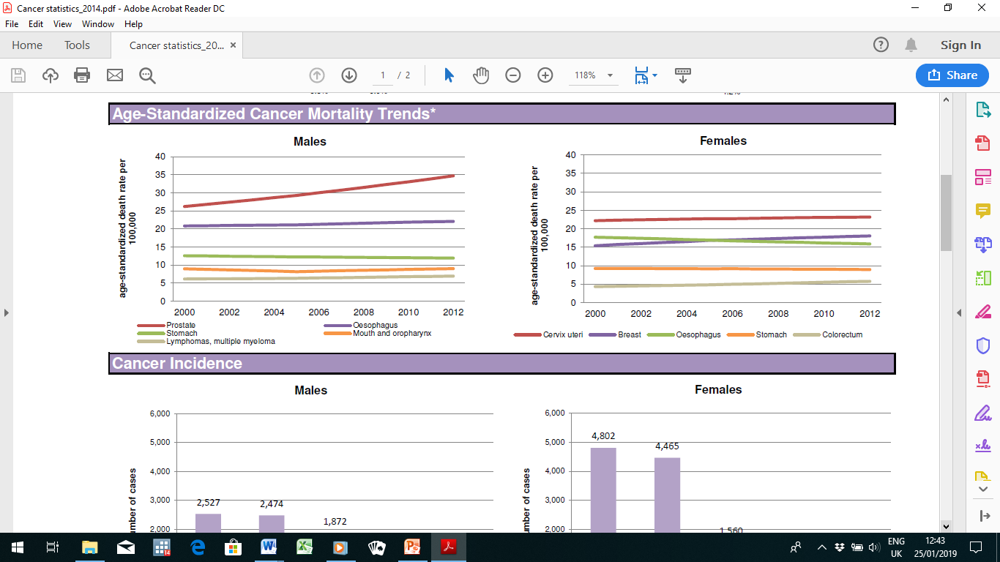 Cancer statistics_2014.pdf - Adobe Acrobat Reader DC
File Edit View Window Help
Home Tools Cancer statistics_20... × Sign In
1 / 2 118% Share
Age-Standardized Cancer Mortality Trends*
Males
age-standardized death rate per
100,000
40
35
30
25
20
15
10
5
0
2000 2002 2004 2006 2008 2010 2012
Prostate Oesophagus
Stomach Mouth and oropharynx
Lymphomas, multiple myeloma
Females
age-standardized death rate per
100,000
40
35
30
25
20
15
10
5
0
2000 2002 2004 2006 2008 2010 2012
Cervix uteri Breast Oesophagus Stomach Colorectum
Cancer Incidence
Males
6,000
5,000
4,000
3,000
2,000
of cases
2,527 2,474
1,872
Females
6,000
5,000
4,000
3,000
2,000
of cases
4,802
4,465
1,560
ENG 12:43
UK 25/01/2019